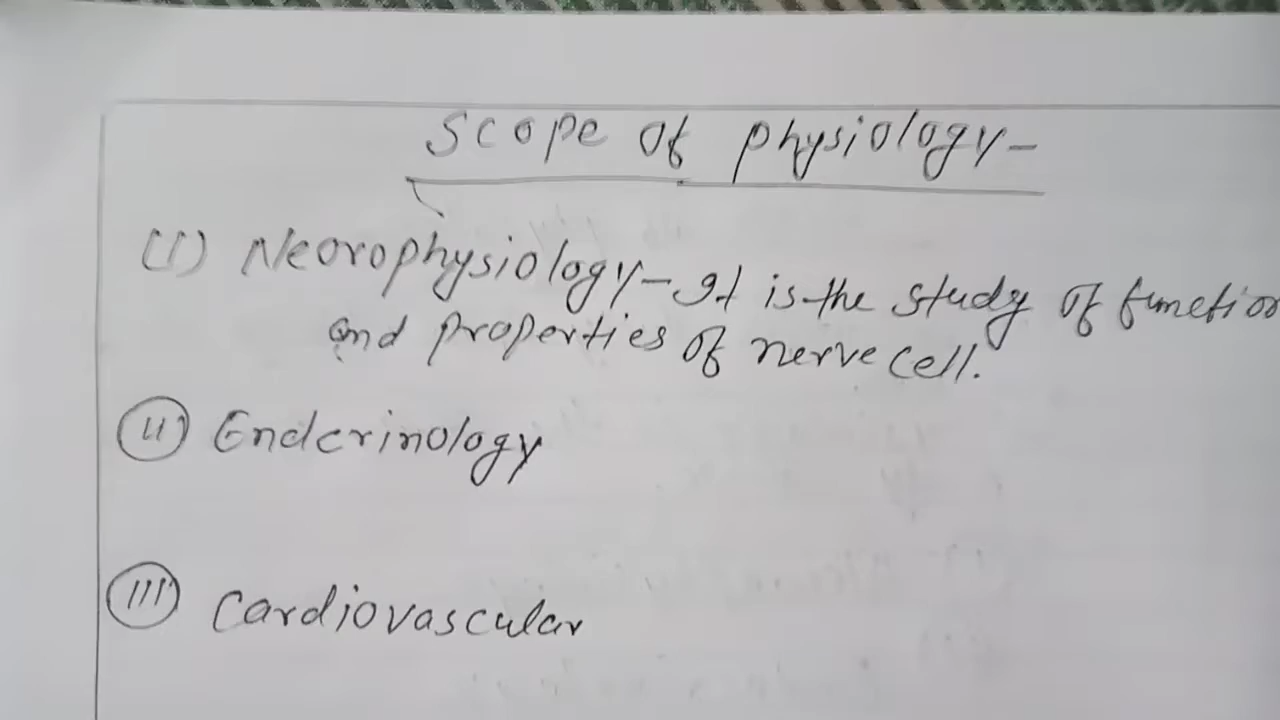 Scope of physiology-
(I) Neorophysiology- It is the study of function
and properties of nerve cell.
(II) Endcrinology
(III) Cardiovascular